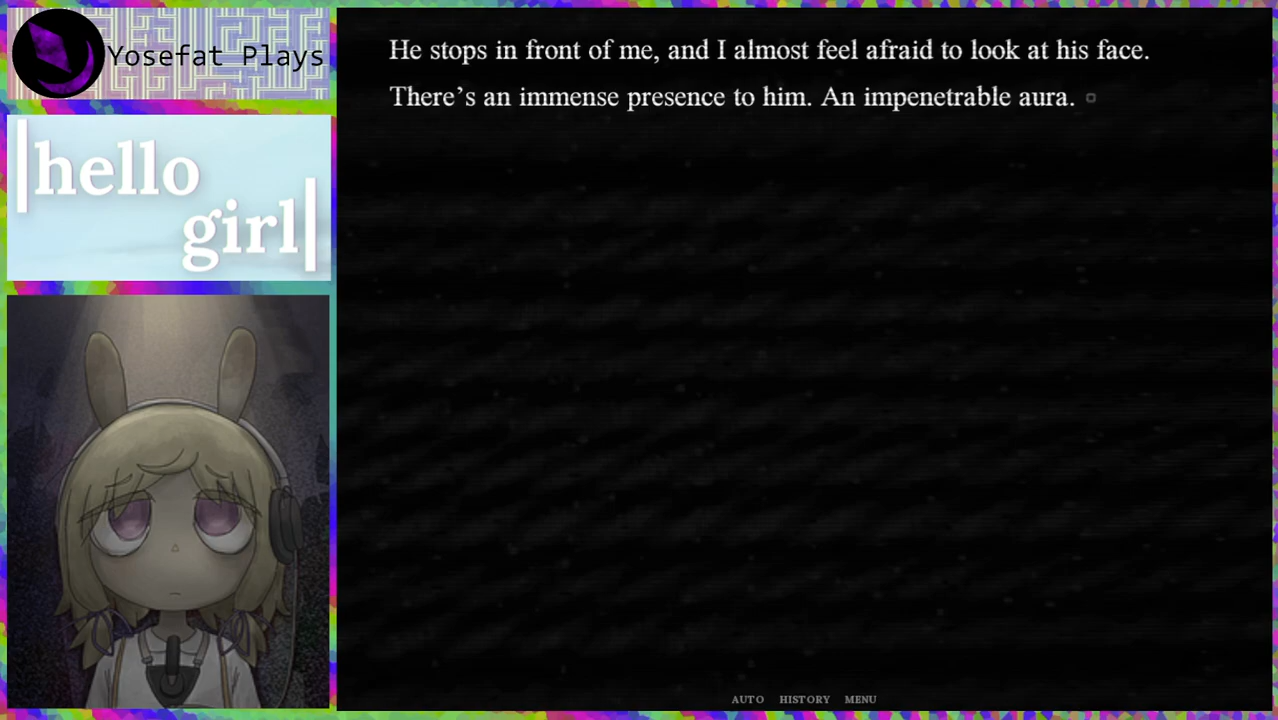 Yosefat Plays
|hello
girl|
He stops in front of me, and I almost feel afraid to look at his face.
There’s an immense presence to him. An impenetrable aura.
AUTO HISTORY MENU